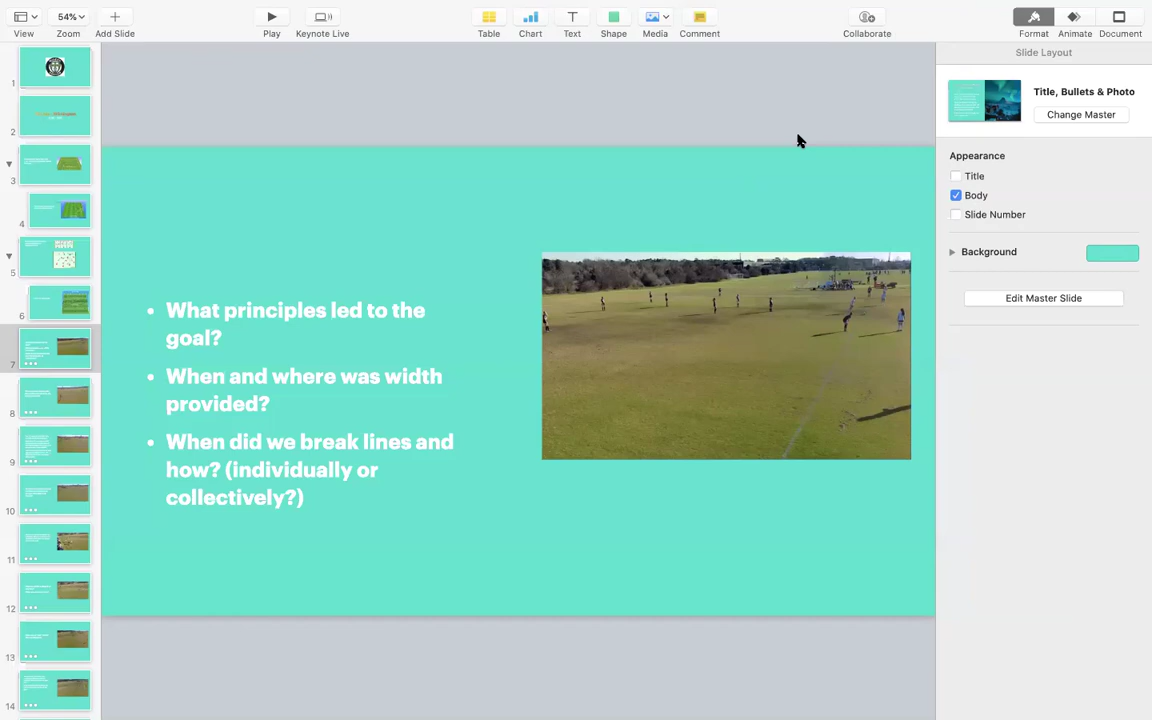 View
54%
Zoom
Add Slide
Play
Keynote Live
Table
Chart
Text
Shape
Media
Comment
Collaborate
Format
Animate
Document
Slide Layout
Title, Bullets & Photo
Change Master
Appearance
Title
Body
Slide Number
Background
Edit Master Slide
1
2
3
4
5
6
7
8
9
10
11
12
13
14
• What principles led to the
goal?
• When and where was width
provided?
• When did we break lines and
how? (individually or
collectively?)